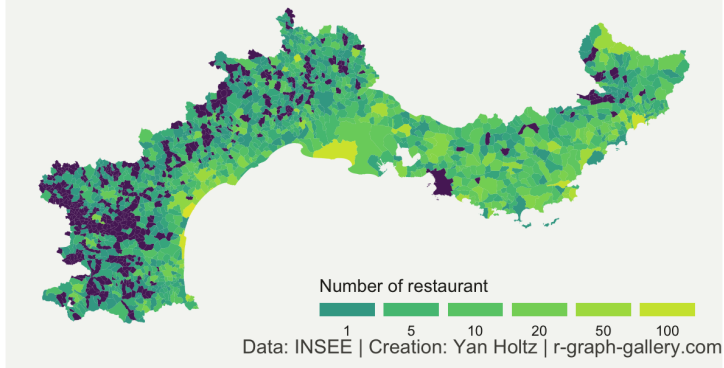 Number of restaurant
1 5 10 20 50 100
Data: INSEE | Creation: Yan Holtz | r-graph-gallery.com